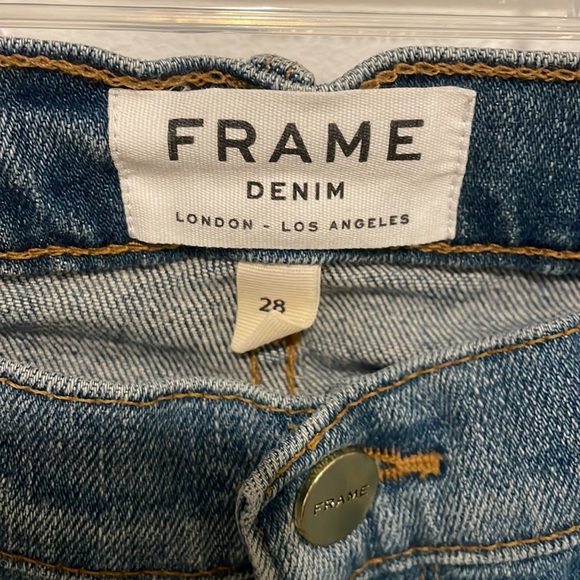 FRAME
DENIM
LONDON - LOS ANGELES
28
FRAME